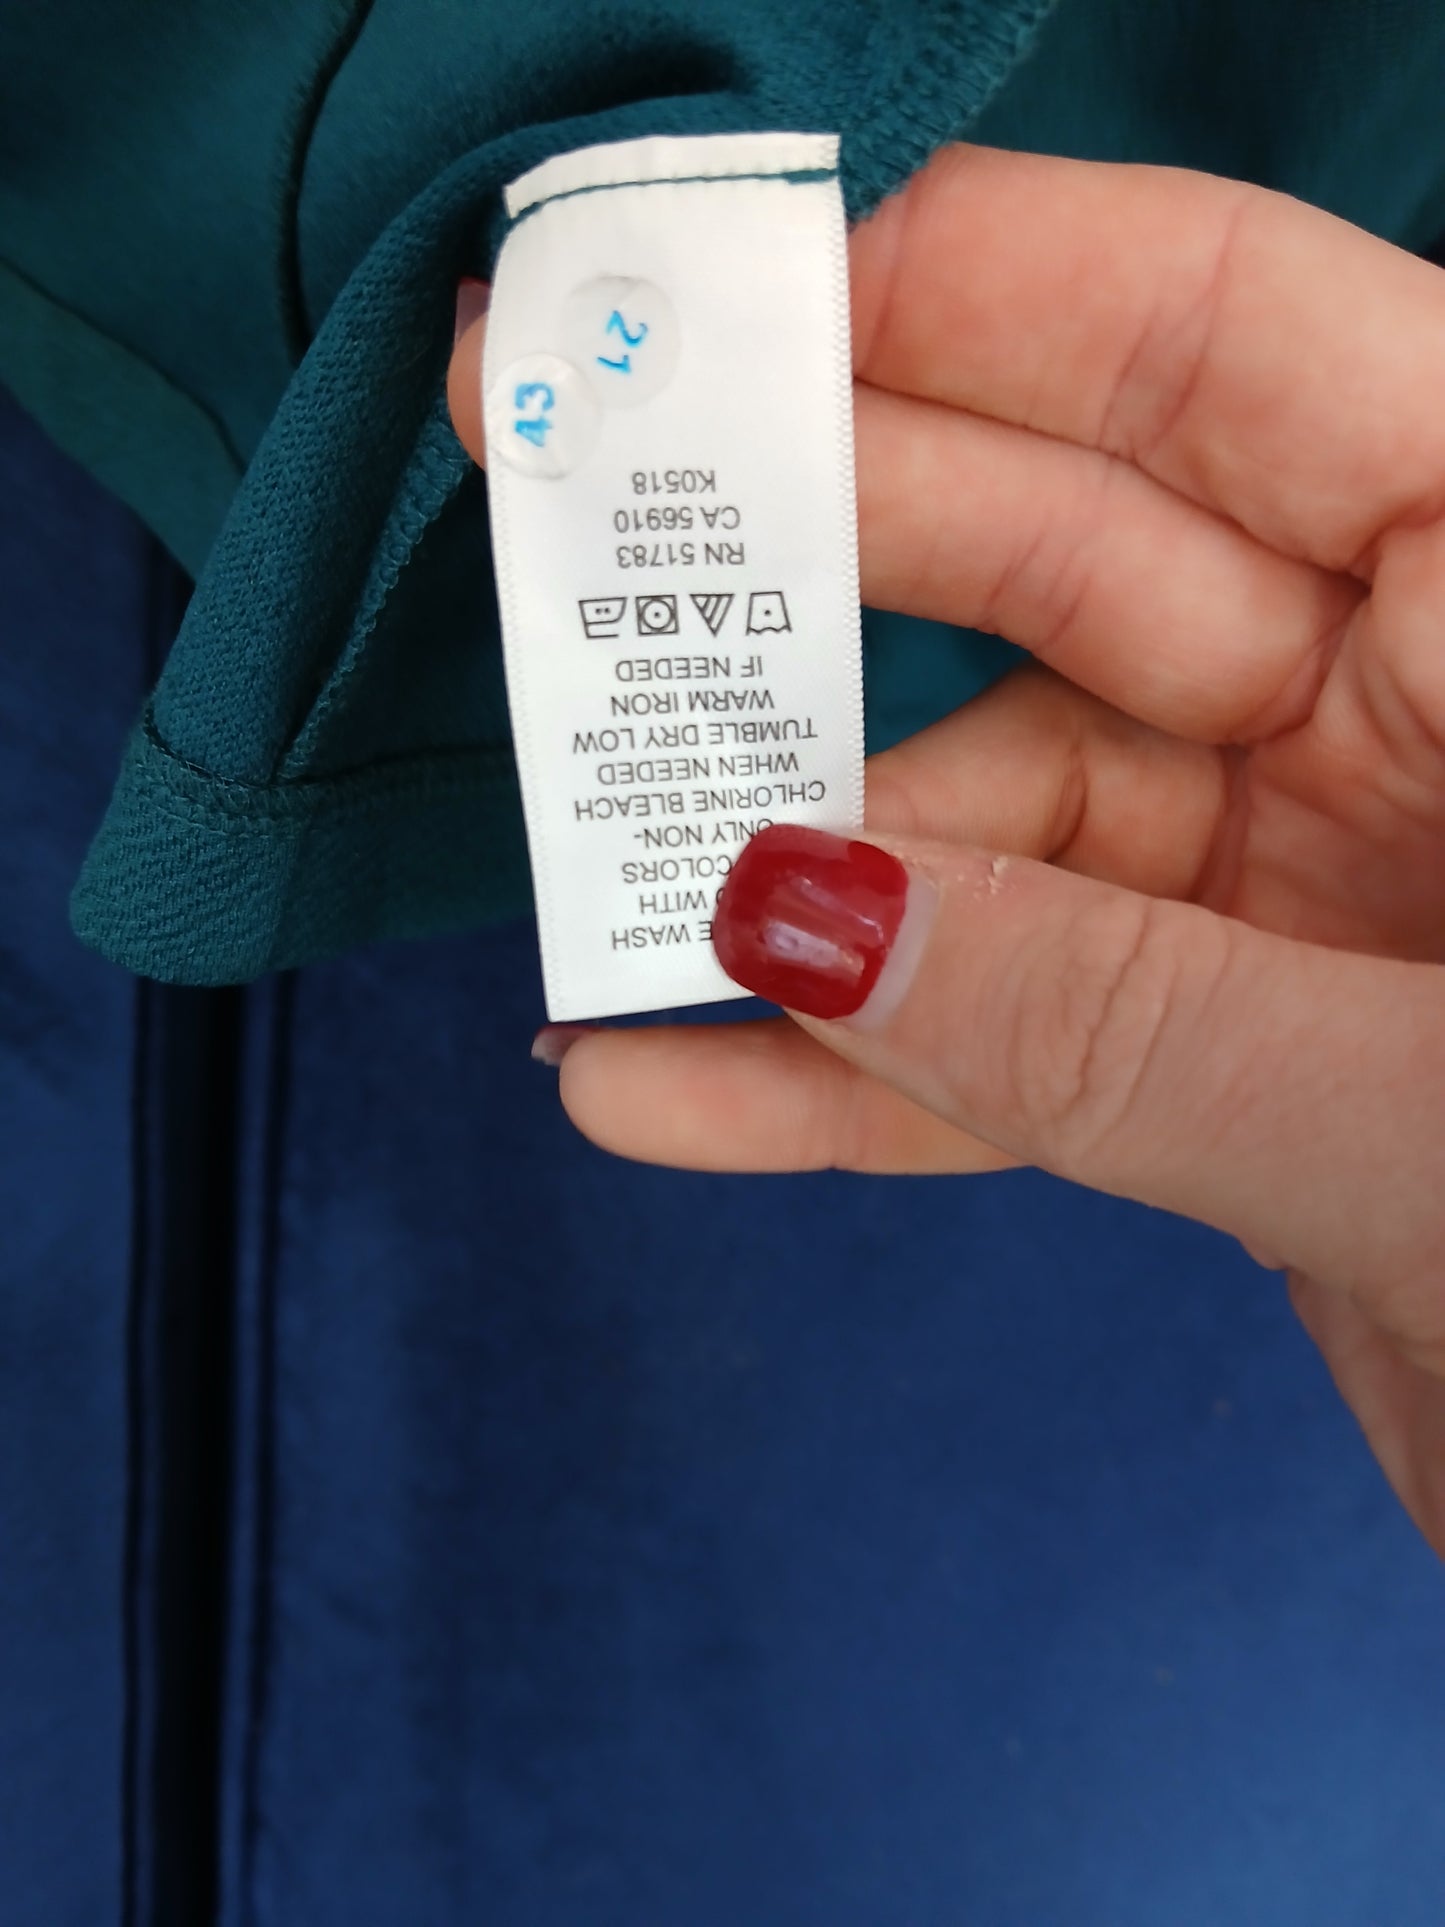 E WASH
WITH
COLORS
ONLY NON-
CHLORINE BLEACH
WHEN NEEDED
TUMBLE DRY LOW
WARM IRON
IF NEEDED
RN 51783
CA 56910
K0518
43
21